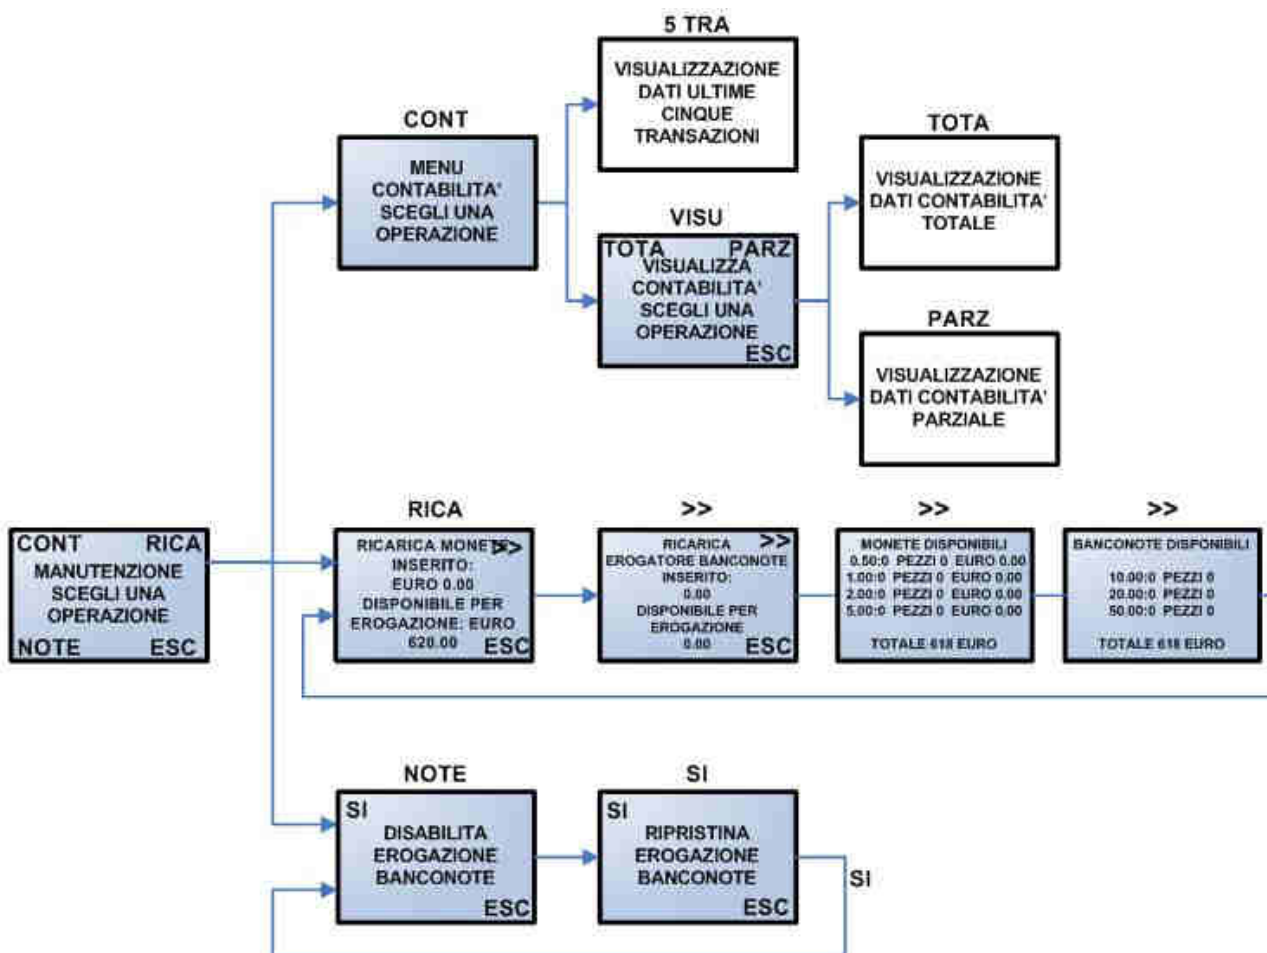 5 TRA
VISUALIZZAZIONE
DATI ULTIME
CINQUE
TRANSAZIONI
CONT
MENU
CONTABILITA'
SCEGLI UNA
OPERAZIONE
TOTA
VISUALIZZAZIONE
DATI CONTABILITA'
TOTALE
VISU
TOTA PARZ
VISUALIZZA
CONTABILITA'
SCEGLI UNA
OPERAZIONE
ESC
PARZ
VISUALIZZAZIONE
DATI CONTABILITA'
PARZIALE
CONT RICA
MANUTENZIONE
SCEGLI UNA
OPERAZIONE
NOTE ESC
RICA
RICARICA MONETE
>>
INSERITO:
EURO 0.00
DISPONIBILE PER
EROGAZIONE: EURO
620.00
ESC
>>
RICARICA >>
EROGATORE BANCONOTE
INSERITO:
0.00
DISPONIBILE PER
EROGAZIONE
0.00
ESC
>>
MONETE DISPONIBILI
0.50:0 PEZZI 0 EURO 0.00
1.00:0 PEZZI 0 EURO 0.00
2.00:0 PEZZI 0 EURO 0.00
5.00:0 PEZZI 0 EURO 0.00
TOTALE 618 EURO
>>
BANCONOTE DISPONIBILI
10.00:0 PEZZI 0
20.00:0 PEZZI 0
50.00:0 PEZZI 0
TOTALE 618 EURO
NOTE
SI
DISABILITA
EROGAZIONE
BANCONOTE
ESC
SI
SI
RIPRISTINA
EROGAZIONE
BANCONOTE
ESC
SI